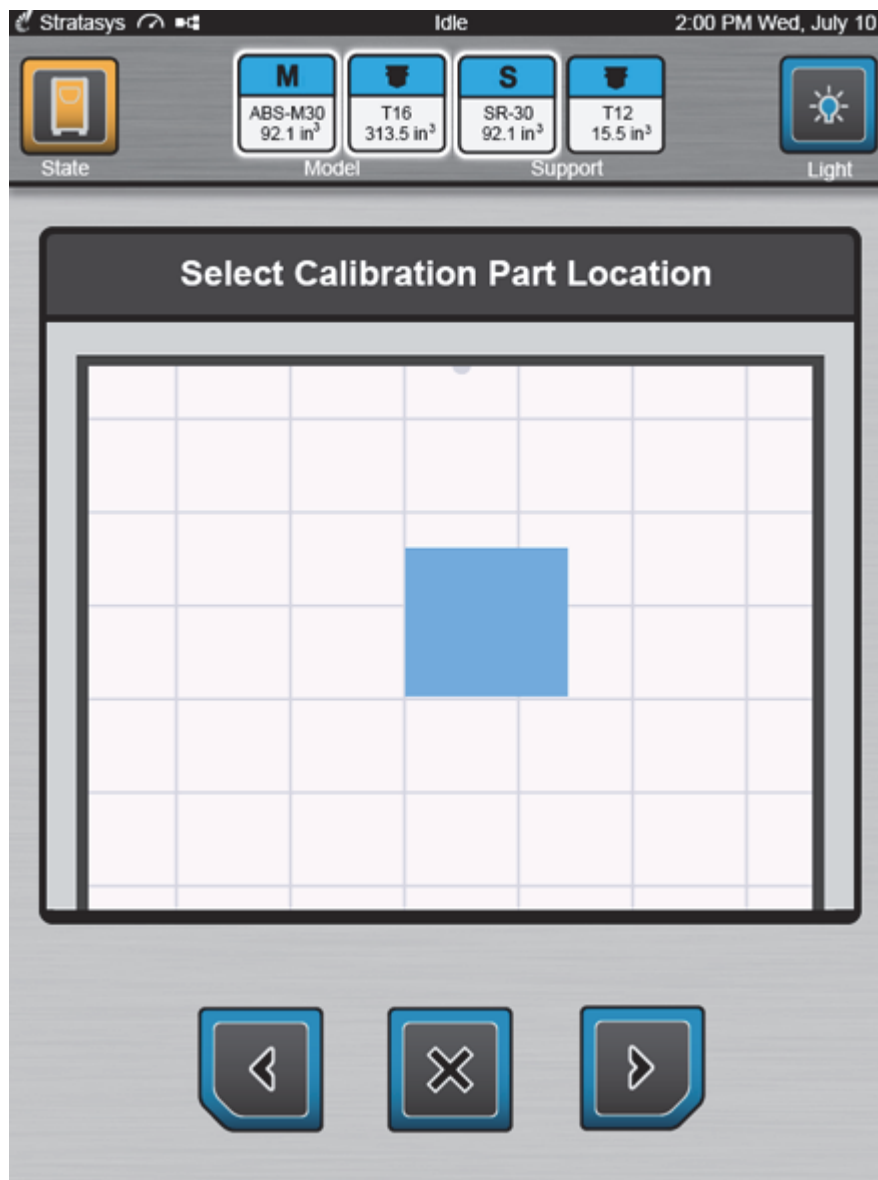 Stratasys Idle 2:00 PM Wed, July 10
M S
ABS-M30 T16 SR-30 T12
92.1 in³ 313.5 in³ 92.1 in³ 15.5 in³
State Model Support Light
Select Calibration Part Location